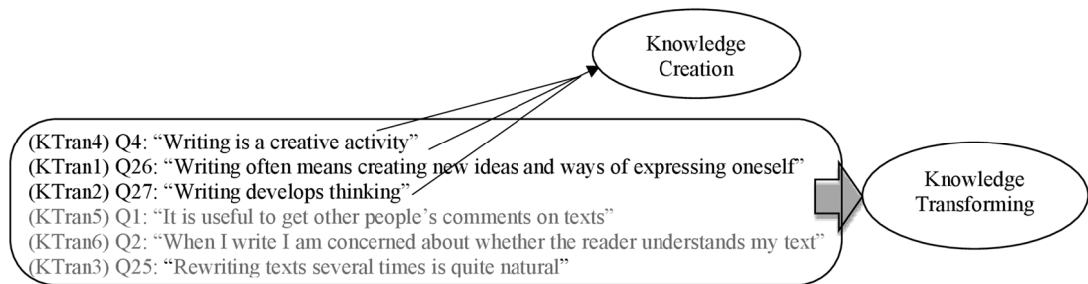 Knowledge
Creation
(KTran4) Q4: “Writing is a creative activity”
(KTran1) Q26: “Writing often means creating new ideas and ways of expressing oneself”
(KTran2) Q27: “Writing develops thinking”
(KTran5) Q1: “It is useful to get other people’s comments on texts”
(KTran6) Q2: “When I write I am concerned about whether the reader understands my text”
(KTran3) Q25: “Rewriting texts several times is quite natural”
Knowledge
Transforming